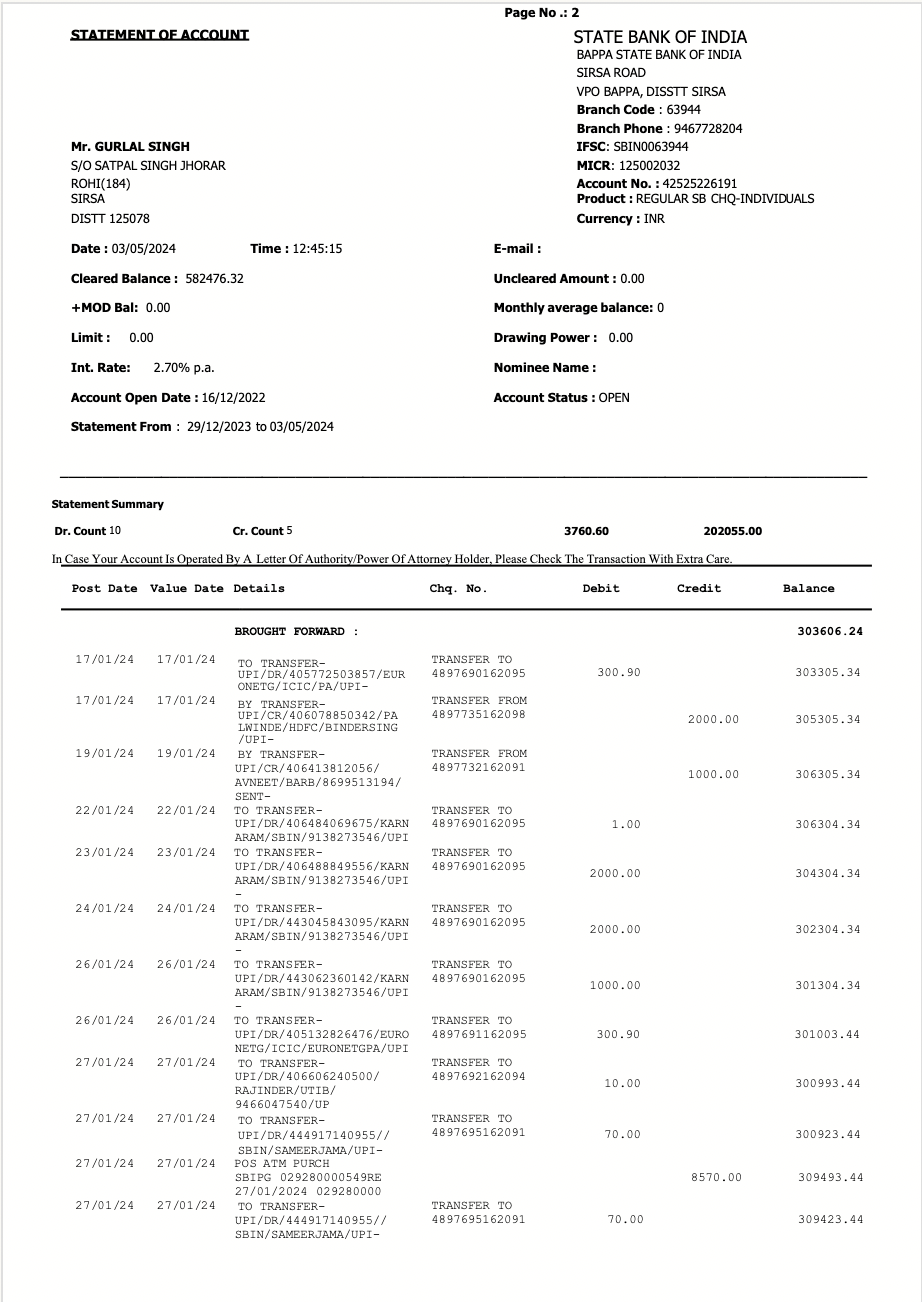 Page No .: 2
STATEMENT OF ACCOUNT
STATE BANK OF INDIA
BAPPA STATE BANK OF INDIA
SIRSA ROAD
VPO BAPPA, DISSTT SIRSA
Branch Code : 63944
Branch Phone : 9467728204
Mr. GURLAL SINGH IFSC: SBIN0063944
S/O SATPAL SINGH JHORAR MICR: 125002032
ROHI(184) Account No. : 42525226191
SIRSA Product : REGULAR SB CHQ-INDIVIDUALS
DISTT 125078 Currency : INR
Date : 03/05/2024 Time : 12:45:15 E-mail :
Cleared Balance : 582476.32 Uncleared Amount : 0.00
+MOD Bal: 0.00 Monthly average balance: 0
Limit : 0.00 Drawing Power : 0.00
Int. Rate: 2.70% p.a. Nominee Name :
Account Open Date : 16/12/2022 Account Status : OPEN
Statement From : 29/12/2023 to 03/05/2024
Statement Summary
Dr. Count 10 Cr. Count 5 3760.60 202055.00
In Case Your Account Is Operated By A Letter Of Authority/Power Of Attorney Holder, Please Check The Transaction With Extra Care.
Post Date Value Date Details Chq. No. Debit Credit Balance
BROUGHT FORWARD : 303606.24
17/01/24 17/01/24 TO TRANSFER- TRANSFER TO
UPI/DR/405772503857/EUR 4897690162095 300.90 303305.34
ONETG/ICIC/PA/UPI-
17/01/24 17/01/24 BY TRANSFER- TRANSFER FROM
UPI/CR/406078850342/PA 4897735162098 2000.00 305305.34
LWINDE/HDFC/BINDERSING
/UPI-
19/01/24 19/01/24 BY TRANSFER- TRANSFER FROM
UPI/CR/406413812056/ 4897732162091
AVNEET/BARB/8699513194/ 1000.00 306305.34
SENT-
22/01/24 22/01/24 TO TRANSFER- TRANSFER TO
UPI/DR/406484069675/KARN 4897690162095 1.00 306304.34
ARAM/SBIN/9138273546/UPI
23/01/24 23/01/24 TO TRANSFER- TRANSFER TO
UPI/DR/406488849556/KARN 4897690162095 2000.00 304304.34
ARAM/SBIN/9138273546/UPI
-
24/01/24 24/01/24 TO TRANSFER- TRANSFER TO
UPI/DR/443045843095/KARN 4897690162095 2000.00 302304.34
ARAM/SBIN/9138273546/UPI
-
26/01/24 26/01/24 TO TRANSFER- TRANSFER TO
UPI/DR/443062360142/KARN 4897690162095 1000.00 301304.34
ARAM/SBIN/9138273546/UPI
-
26/01/24 26/01/24 TO TRANSFER- TRANSFER TO
UPI/DR/405132826476/EURO 4897691162095 300.90 301003.44
NETG/ICIC/EURONETGPA/UPI
27/01/24 27/01/24 TO TRANSFER- TRANSFER TO
UPI/DR/406606240500/ 4897692162094 10.00 300993.44
RAJINDER/UTIB/
9466047540/UP
27/01/24 27/01/24 TO TRANSFER- TRANSFER TO
UPI/DR/444917140955// 4897695162091 70.00 300923.44
SBIN/SAMEERJAMA/UPI-
27/01/24 27/01/24 POS ATM PURCH
SBIPG 029280000549RE 8570.00 309493.44
27/01/2024 029280000
27/01/24 27/01/24 TO TRANSFER- TRANSFER TO
UPI/DR/444917140955// 4897695162091 70.00 309423.44
SBIN/SAMEERJAMA/UPI-